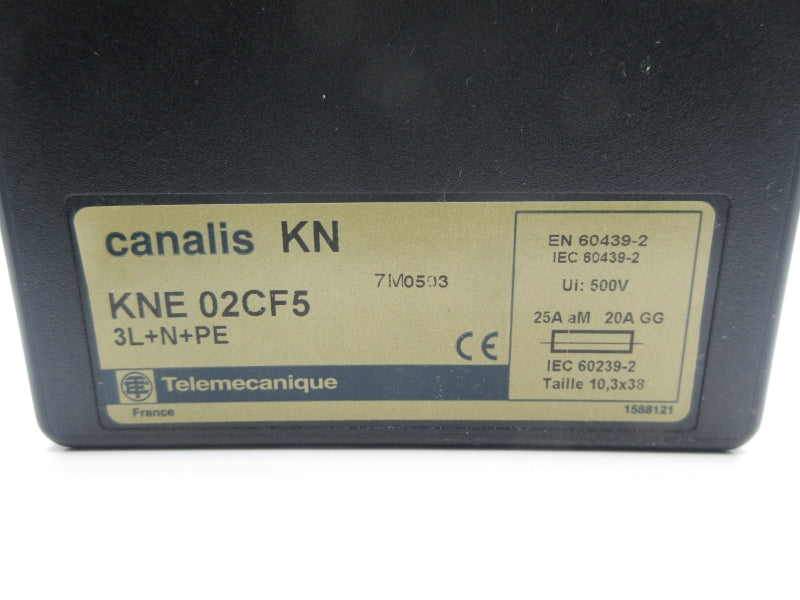 canalis KN
7M0503
KNE 02CF5
3L+N+PE
CE
Telemecanique
France
EN 60439-2
IEC 60439-2
Ui: 500V
25A aM 20A GG
IEC 60239-2
Taille 10,3x38
1588121